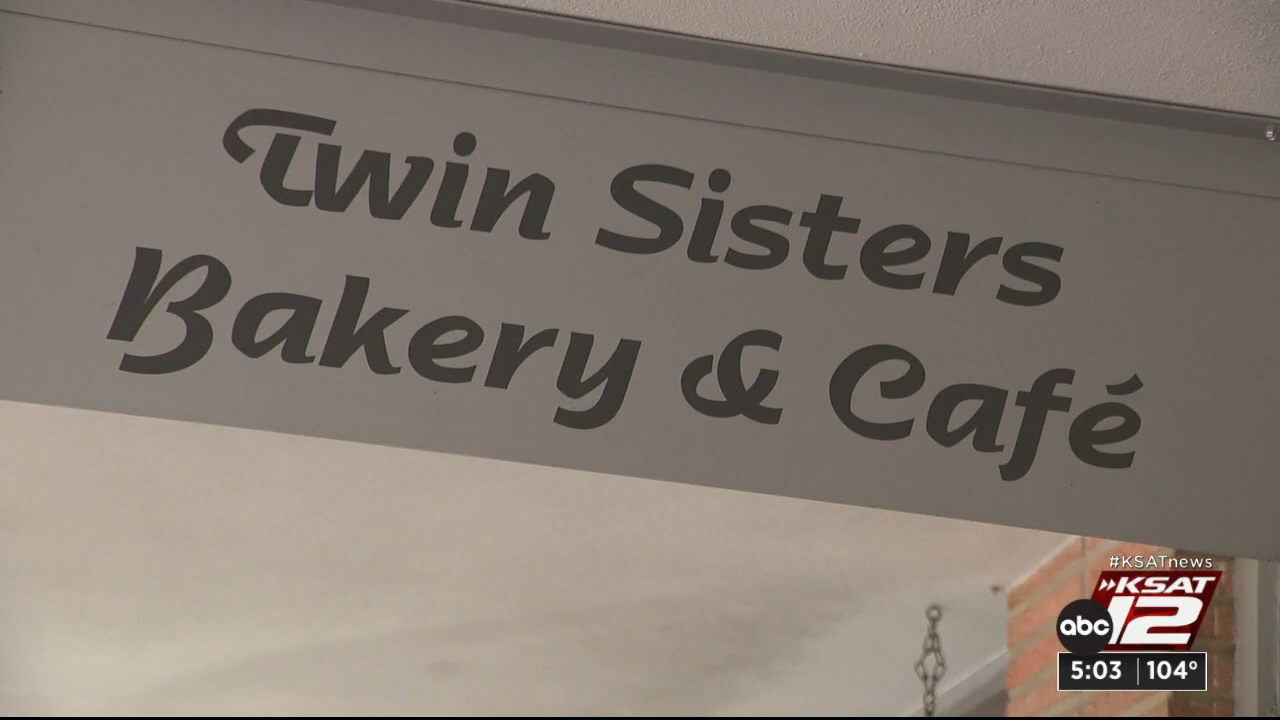 Twin Sisters
Bakery & Café
#KSATnews
KSAT
abc 12
5:03 104°